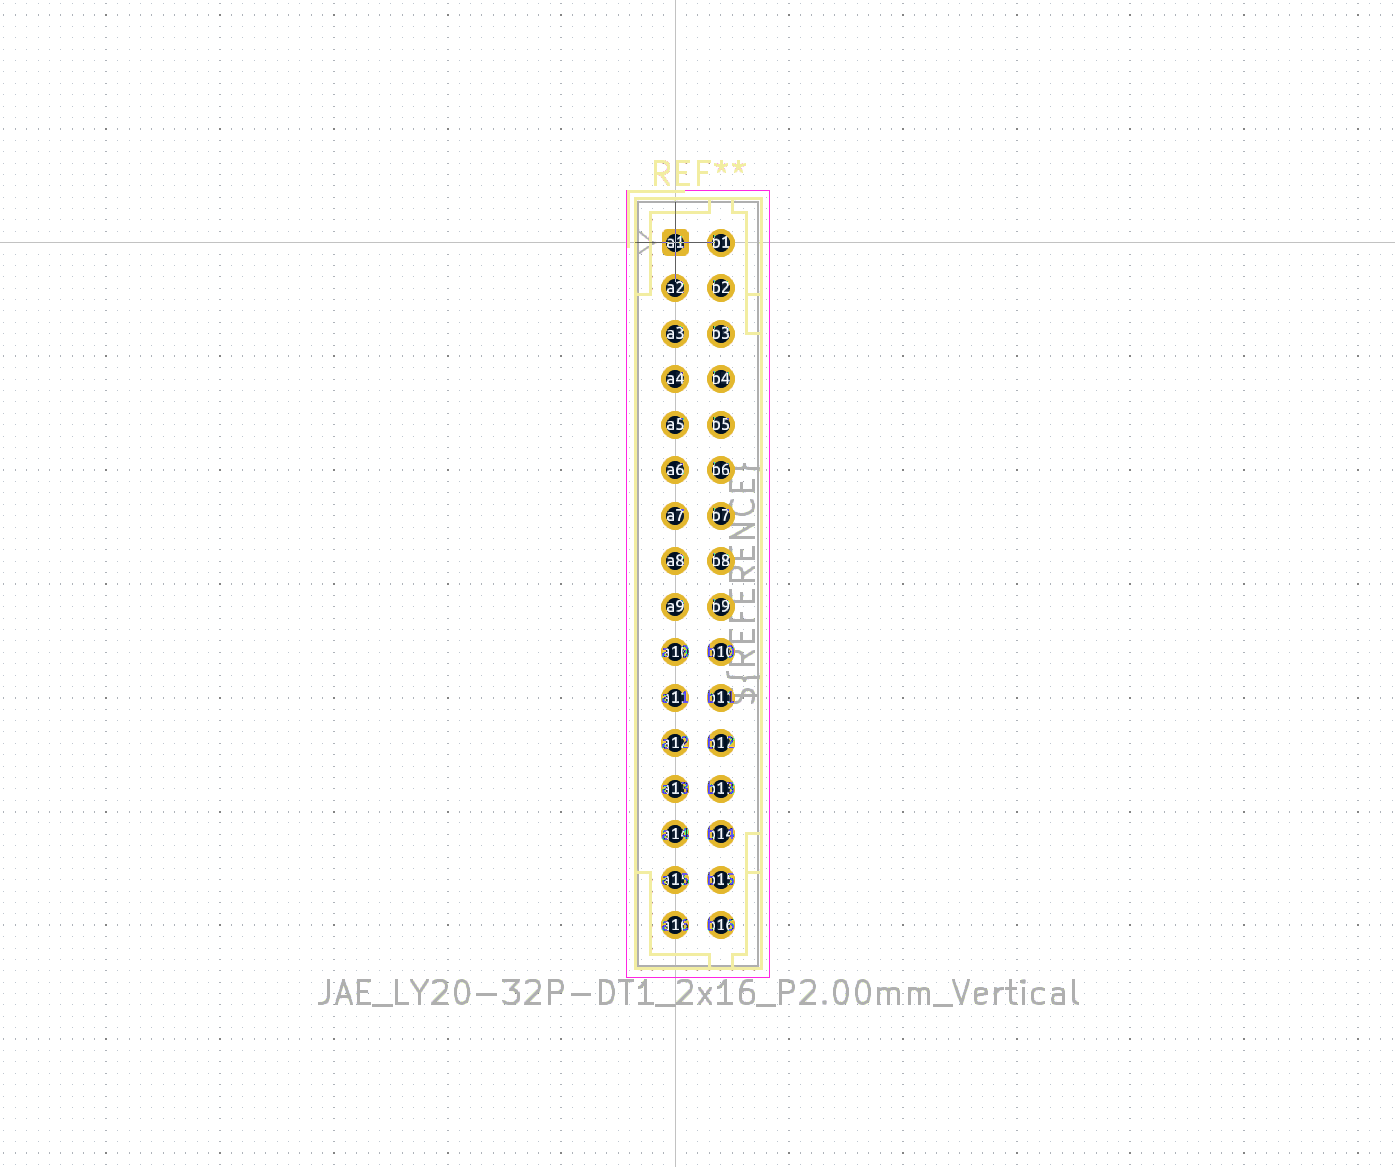 REF**
a1 b1
a2 b2
a3 b3
a4 b4
a5 b5
a6 b6
a7 b7
a8 b8
a9 b9
a10 b10
a11 b11
a12 b12
a13 b13
a14 b14
a15 b15
a16 b16
${REFERENCE}
JAE_LY20-32P-DT1_2x16_P2.00mm_Vertical